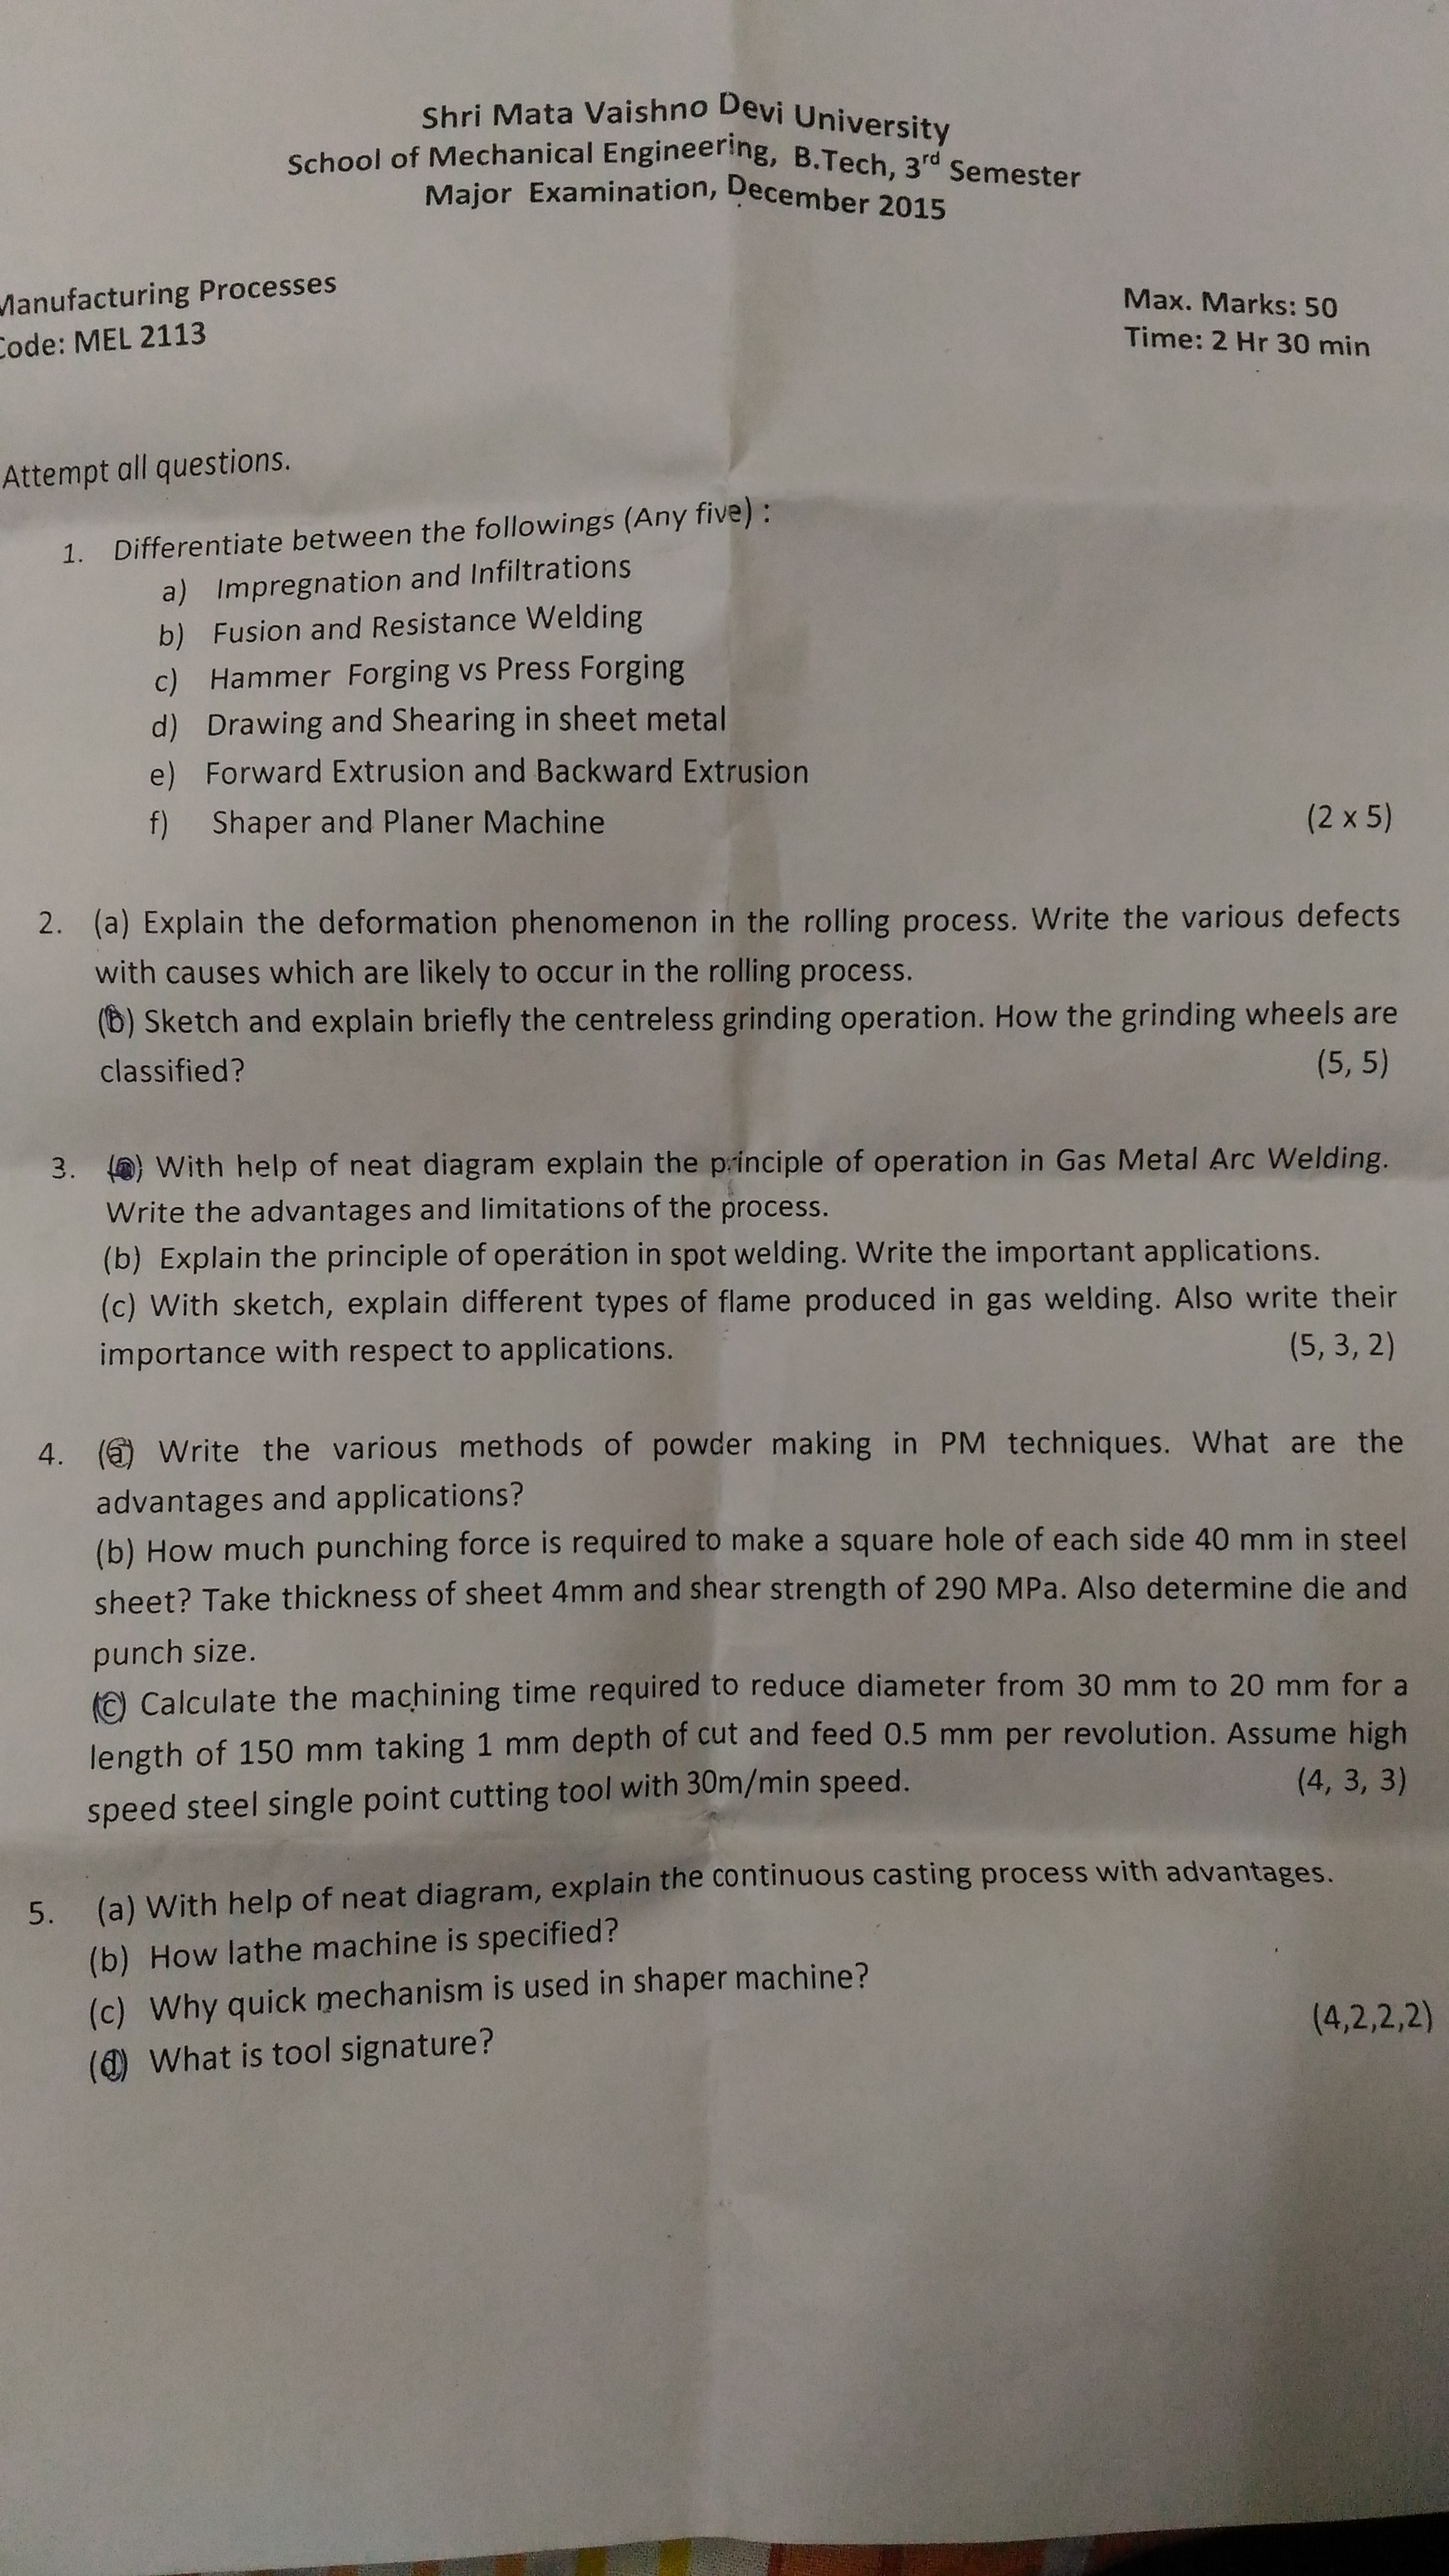 Shri Mata Vaishno Devi University
School of Mechanical Engineering, B.Tech, 3rd Semester
Major Examination, December 2015
Manufacturing Processes
Code: MEL 2113
Max. Marks: 50
Time: 2 Hr 30 min
Attempt all questions.
1. Differentiate between the followings (Any five) :
a) Impregnation and Infiltrations
b) Fusion and Resistance Welding
c) Hammer Forging vs Press Forging
d) Drawing and Shearing in sheet metal
e) Forward Extrusion and Backward Extrusion
f) Shaper and Planer Machine (2 x 5)
2. (a) Explain the deformation phenomenon in the rolling process. Write the various defects
with causes which are likely to occur in the rolling process.
(b) Sketch and explain briefly the centreless grinding operation. How the grinding wheels are
classified? (5, 5)
3. (a) With help of neat diagram explain the principle of operation in Gas Metal Arc Welding.
Write the advantages and limitations of the process.
(b) Explain the principle of operation in spot welding. Write the important applications.
(c) With sketch, explain different types of flame produced in gas welding. Also write their
importance with respect to applications. (5, 3, 2)
4. (a) Write the various methods of powder making in PM techniques. What are the
advantages and applications?
(b) How much punching force is required to make a square hole of each side 40 mm in steel
sheet? Take thickness of sheet 4mm and shear strength of 290 MPa. Also determine die and
punch size.
(c) Calculate the machining time required to reduce diameter from 30 mm to 20 mm for a
length of 150 mm taking 1 mm depth of cut and feed 0.5 mm per revolution. Assume high
speed steel single point cutting tool with 30m/min speed. (4, 3, 3)
5. (a) With help of neat diagram, explain the continuous casting process with advantages.
(b) How lathe machine is specified?
(c) Why quick mechanism is used in shaper machine?
(d) What is tool signature? (4,2,2,2)